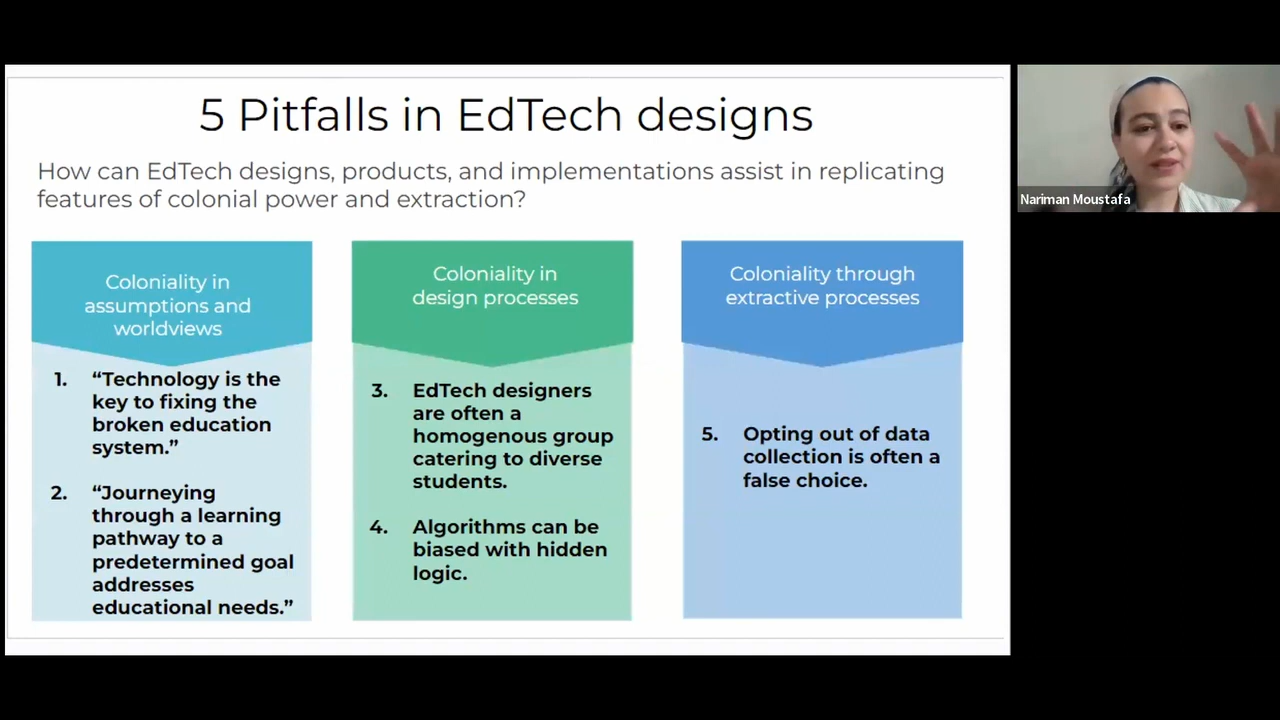 5 Pitfalls in EdTech designs
How can EdTech designs, products, and implementations assist in replicating
features of colonial power and extraction?
Coloniality in
assumptions and
worldviews
1. “Technology is the
key to fixing the
broken education
system.”
2. “Journeying
through a learning
pathway to a
predetermined goal
addresses
educational needs.”
Coloniality in
design processes
3. EdTech designers
are often a
homogenous group
catering to diverse
students.
4. Algorithms can be
biased with hidden
logic.
Coloniality through
extractive processes
5. Opting out of data
collection is often a
false choice.
Nariman Moustafa